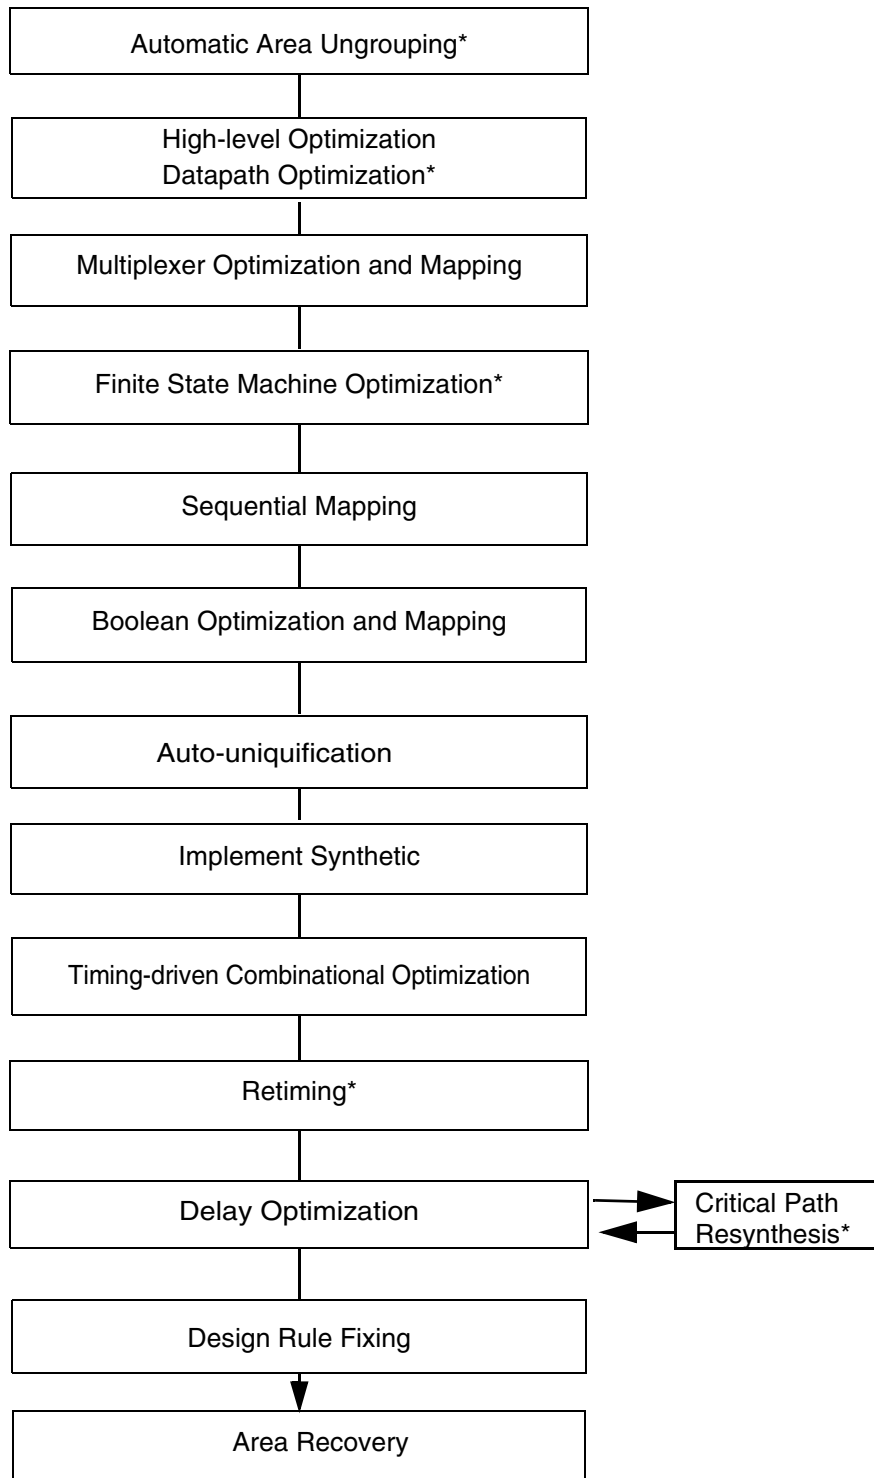 Automatic Area Ungrouping*
High-level Optimization
Datapath Optimization*
Multiplexer Optimization and Mapping
Finite State Machine Optimization*
Sequential Mapping
Boolean Optimization and Mapping
Auto-uniquification
Implement Synthetic
Timing-driven Combinational Optimization
Retiming*
Delay Optimization
Critical Path
Resynthesis*
Design Rule Fixing
Area Recovery